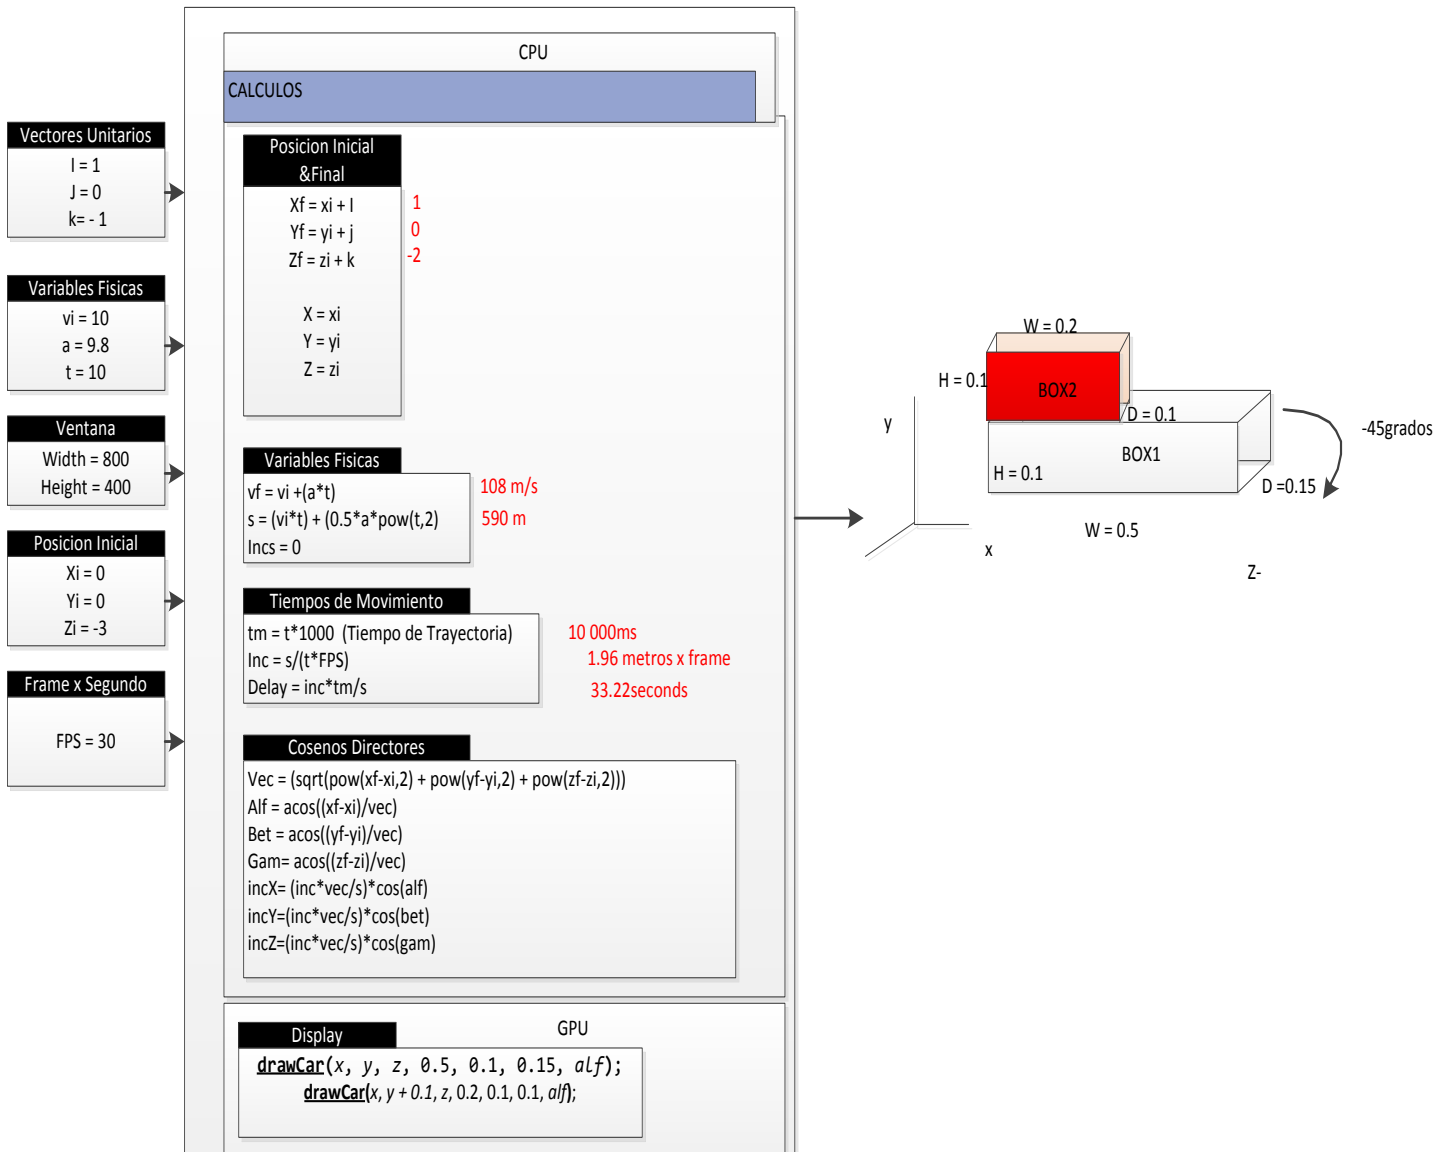 Vectores Unitarios
I = 1
J = 0
k= - 1
Variables Fisicas
vi = 10
a = 9.8
t = 10
Ventana
Width = 800
Height = 400
Posicion Inicial
Xi = 0
Yi = 0
Zi = -3
Frame x Segundo
FPS = 30
CPU
CALCULOS
Posicion Inicial
&Final
Xf = xi + I
1
Yf = yi + j
0
Zf = zi + k
-2
X = xi
Y = yi
Z = zi
Variables Fisicas
vf = vi +(a*t)
108 m/s
s = (vi*t) + (0.5*a*pow(t,2)
590 m
Incs = 0
Tiempos de Movimiento
tm = t*1000  (Tiempo de Trayectoria)
10 000ms
Inc = s/(t*FPS)
1.96 metros x frame
Delay = inc*tm/s
33.22seconds
Cosenos Directores
Vec = (sqrt(pow(xf-xi,2) + pow(yf-yi,2) + pow(zf-zi,2)))
Alf = acos((xf-xi)/vec)
Bet = acos((yf-yi)/vec)
Gam= acos((zf-zi)/vec)
incX= (inc*vec/s)*cos(alf)
incY=(inc*vec/s)*cos(bet)
incZ=(inc*vec/s)*cos(gam)
GPU
Display
drawCar(x, y, z, 0.5, 0.1, 0.15, alf);
drawCar(x, y + 0.1, z, 0.2, 0.1, 0.1, alf);
W = 0.2
H = 0.1
BOX2
D = 0.1
y
-45grados
BOX1
H = 0.1
D =0.15
W = 0.5
x
Z-